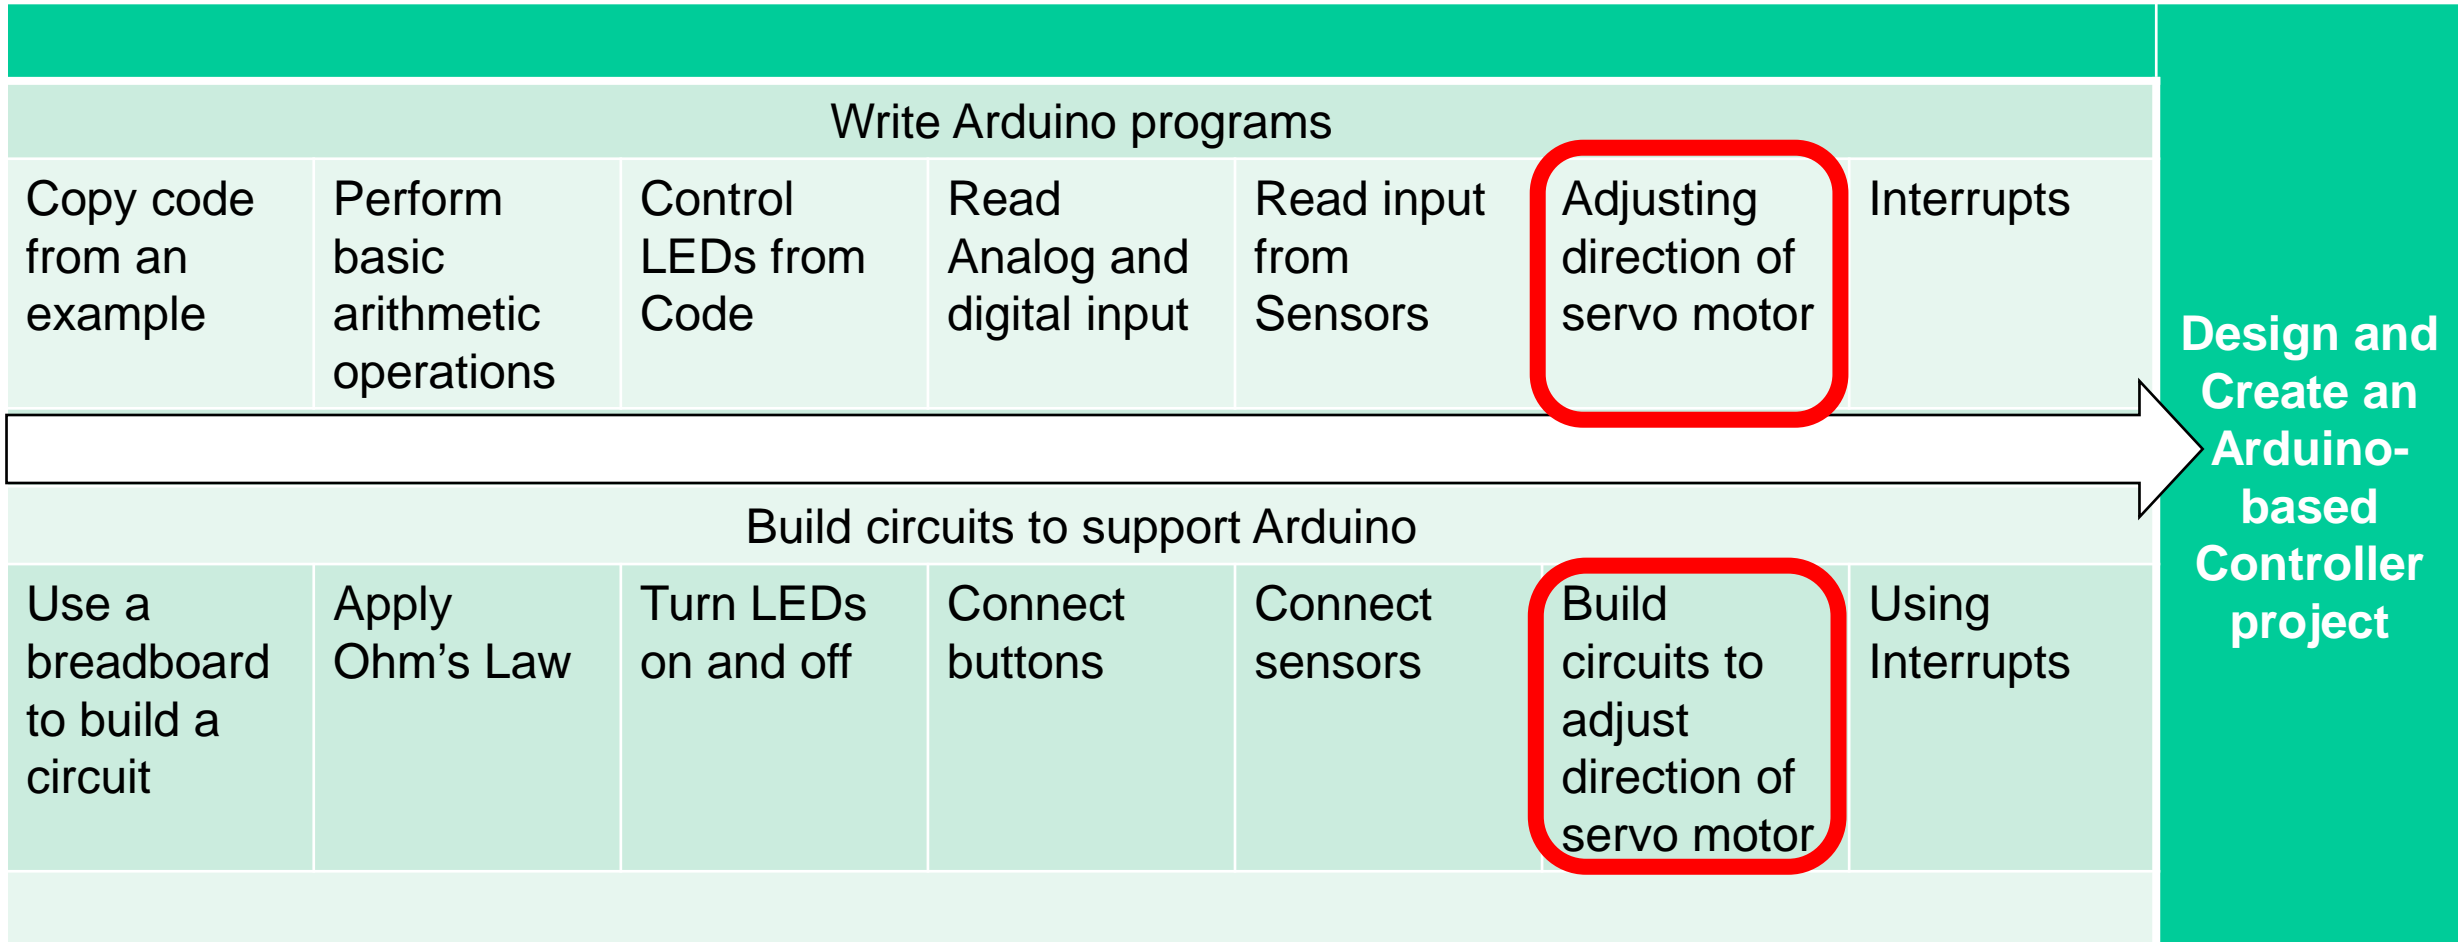 Write Arduino programs
Copy code
from an
example
Perform
basic
arithmetic
operations
Control
LEDs from
Code
Read
Analog and
digital input
Read input
from
Sensors
Adjusting
direction of
servo motor
Interrupts
Build circuits to support Arduino
Use a
breadboard
to build a
circuit
Apply
Ohm’s Law
Turn LEDs
on and off
Connect
buttons
Connect
sensors
Build
circuits to
adjust
direction of
servo motor
Using
Interrupts
Design and
Create an
Arduino-
based
Controller
project